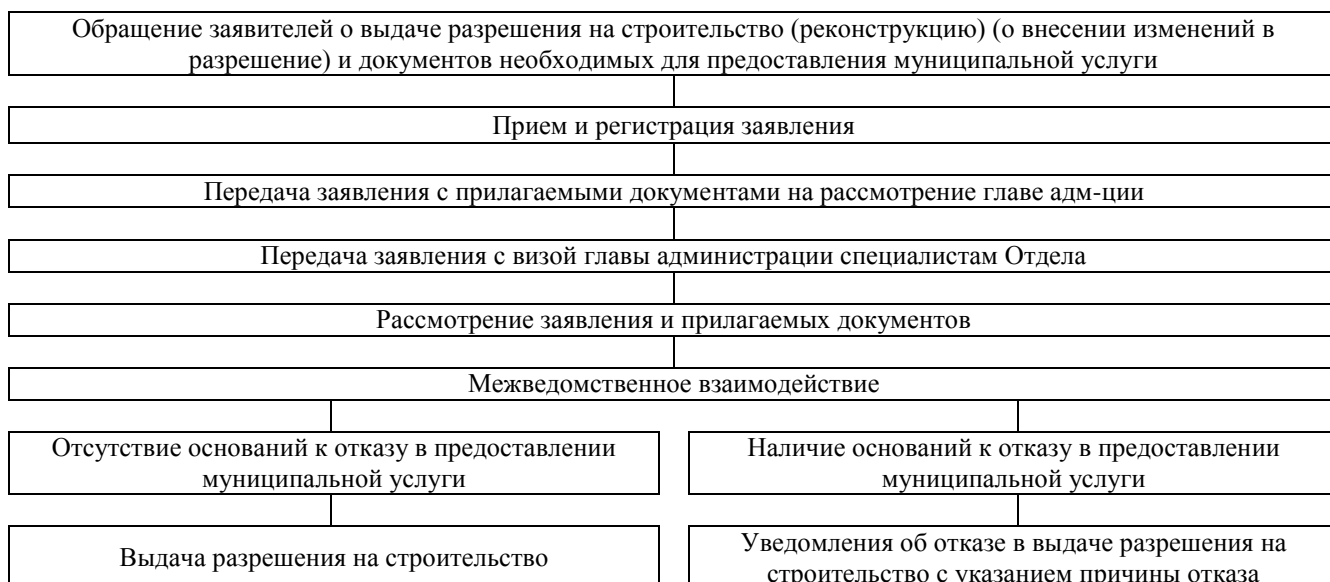 Обращение заявителей о выдаче разрешения на строительство (реконструкцию) (о внесении изменений в
разрешение) и документов необходимых для предоставления муниципальной услуги
Прием и регистрация заявления
Передача заявления с прилагаемыми документами на рассмотрение главе адм-ции
Передача заявления с визой главы администрации специалистам Отдела
Рассмотрение заявления и прилагаемых документов
Межведомственное взаимодействие
Отсутствие оснований к отказу в предоставлении
муниципальной услуги
Наличие оснований к отказу в предоставлении
муниципальной услуги
Выдача разрешения на строительство
Уведомления об отказе в выдаче разрешения на
строительство с указанием причины отказа